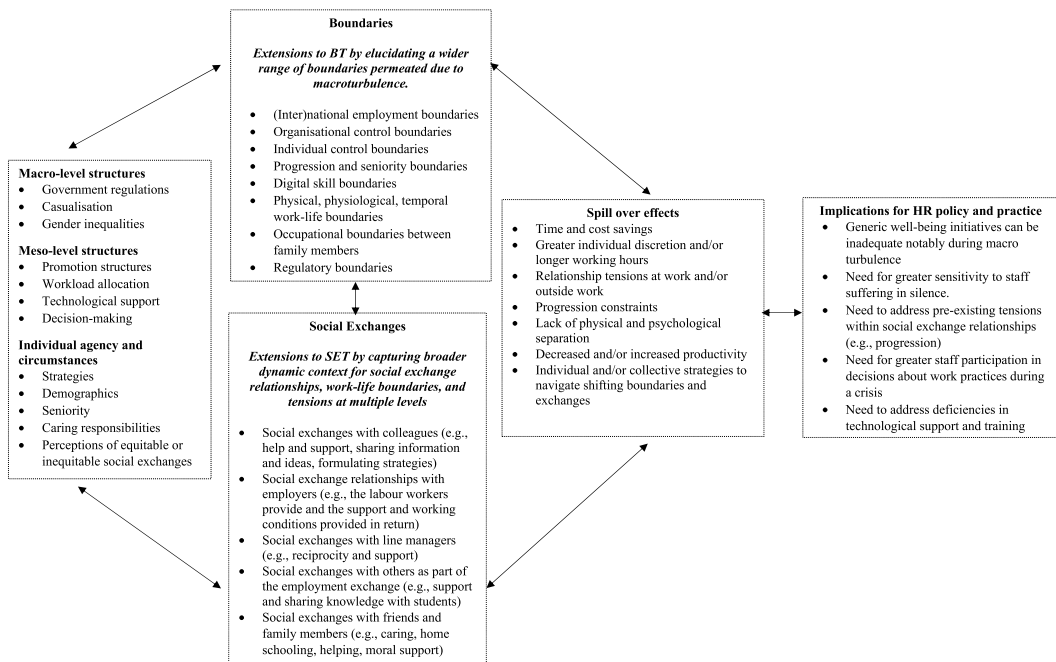 Boundaries
Extensions to BT by elucidating a wider
range of boundaries permeated due to
macroturbulence.
• (Inter)national employment boundaries
• Organisational control boundaries
• Individual control boundaries
• Progression and seniority boundaries
• Digital skill boundaries
• Physical, physiological, temporal
work-life boundaries
• Occupational boundaries between
family members
• Regulatory boundaries
Macro-level structures
• Government regulations
• Casualisation
• Gender inequalities
Meso-level structures
• Promotion structures
• Workload allocation
• Technological support
• Decision-making
Individual agency and
circumstances
• Strategies
• Demographics
• Seniority
• Caring responsibilities
• Perceptions of equitable or
inequitable social exchanges
Social Exchanges
Extensions to SET by capturing broader
dynamic context for social exchange
relationships, work-life boundaries, and
tensions at multiple levels
• Social exchanges with colleagues (e.g.,
help and support, sharing information
and ideas, formulating strategies)
• Social exchange relationships with
employers (e.g., the labour workers
provide and the support and working
conditions provided in return)
• Social exchanges with line managers
(e.g., reciprocity and support)
• Social exchanges with others as part of
the employment exchange (e.g., support
and sharing knowledge with students)
• Social exchanges with friends and
family members (e.g., caring, home
schooling, helping, moral support)
Spill over effects
• Time and cost savings
• Greater individual discretion and/or
longer working hours
• Relationship tensions at work and/or
outside work
• Progression constraints
• Lack of physical and psychological
separation
• Decreased and/or increased productivity
• Individual and/or collective strategies to
navigate shifting boundaries and
exchanges
Implications for HR policy and practice
• Generic well-being initiatives can be
inadequate notably during macro
turbulence
• Need for greater sensitivity to staff
suffering in silence.
• Need to address pre-existing tensions
within social exchange relationships
(e.g., progression)
• Need for greater staff participation in
decisions about work practices during
a crisis
• Need to address deficiencies in
technological support and training